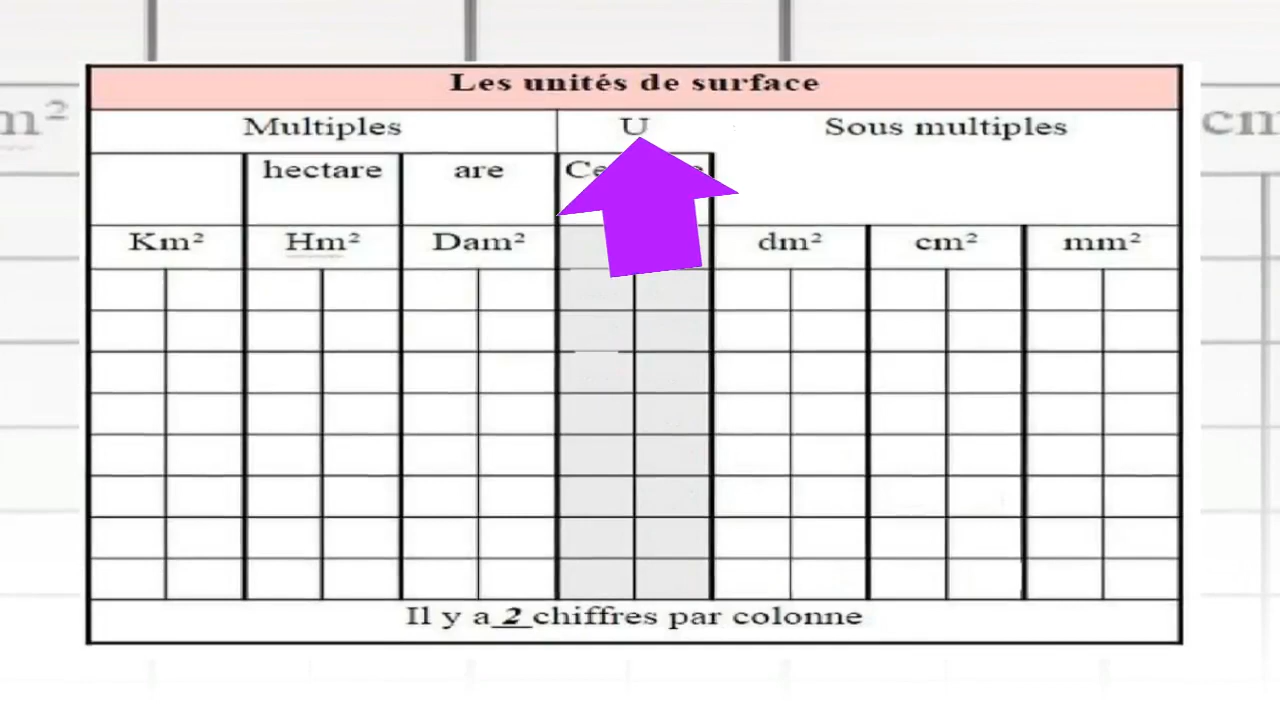 Les unités de surface
Multiples U Sous multiples
hectare are
Km² Hm² Dam² dm² cm² mm²
Il y a 2 chiffres par colonne